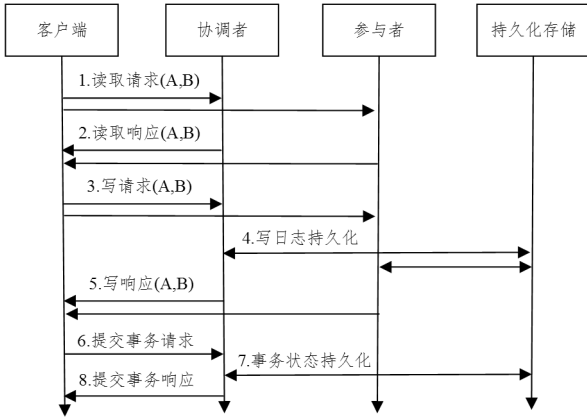 客户端
协调者
参与者
持久化存储
1.读取请求(A,B)
2.读取响应(A,B)
3.写请求(A,B)
4.写日志持久化
5.写响应(A,B)
6.提交事务请求
7.事务状态持久化
8.提交事务响应